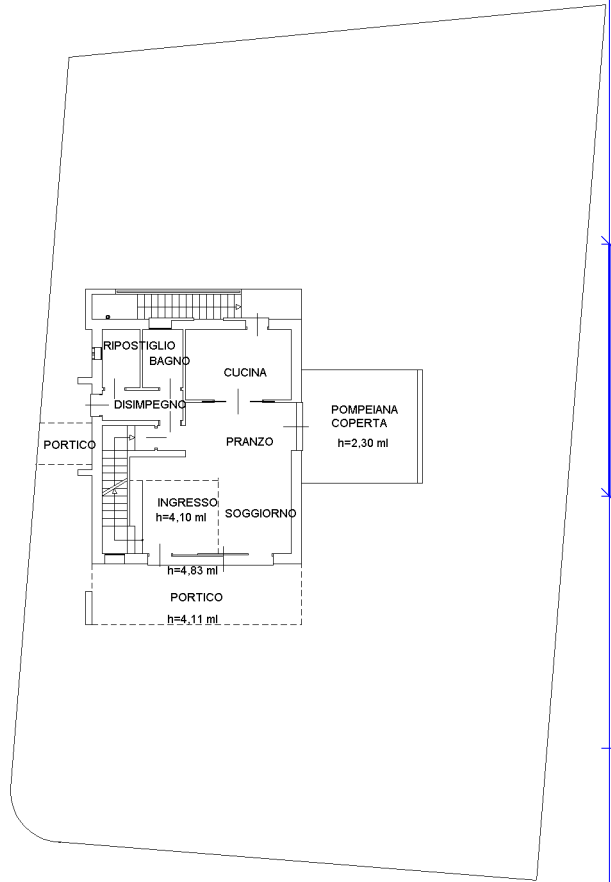 RIPOSTIGLIO
BAGNO
CUCINA
DISIMPEGNO
POMPEIANA
COPERTA
h=2,30 ml
PORTICO
PRANZO
INGRESSO
h=4,10 ml
SOGGIORNO
h=4,83 ml
PORTICO
h=4,11 ml